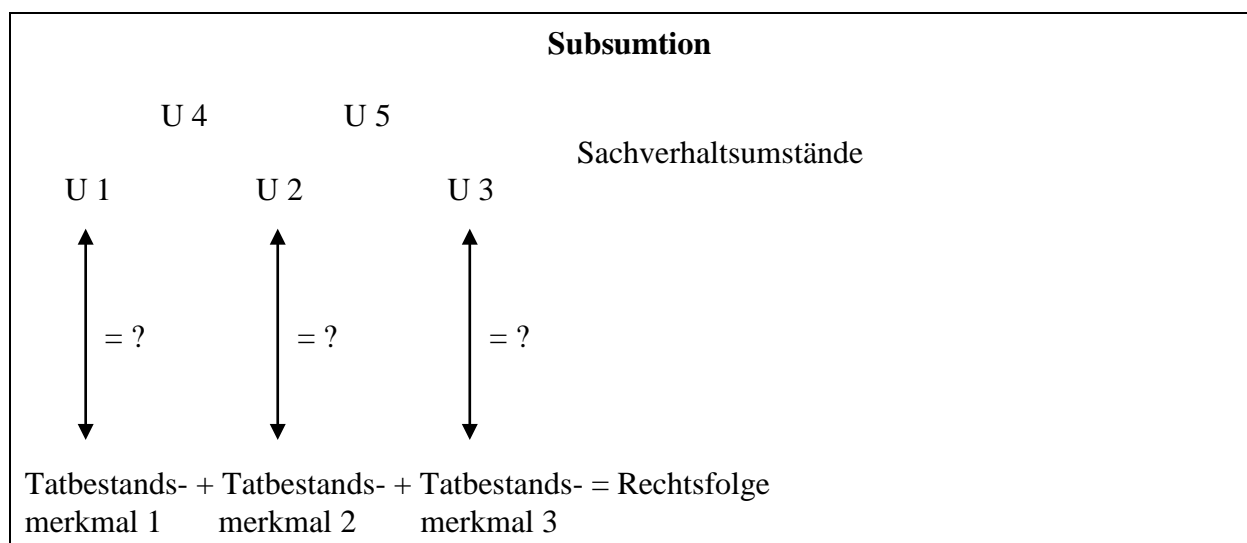 Subsumtion
U 4 U 5
Sachverhaltsumstände
U 1 U 2 U 3
= ? = ? = ?
Tatbestands- + Tatbestands- + Tatbestands- = Rechtsfolge
merkmal 1 merkmal 2 merkmal 3